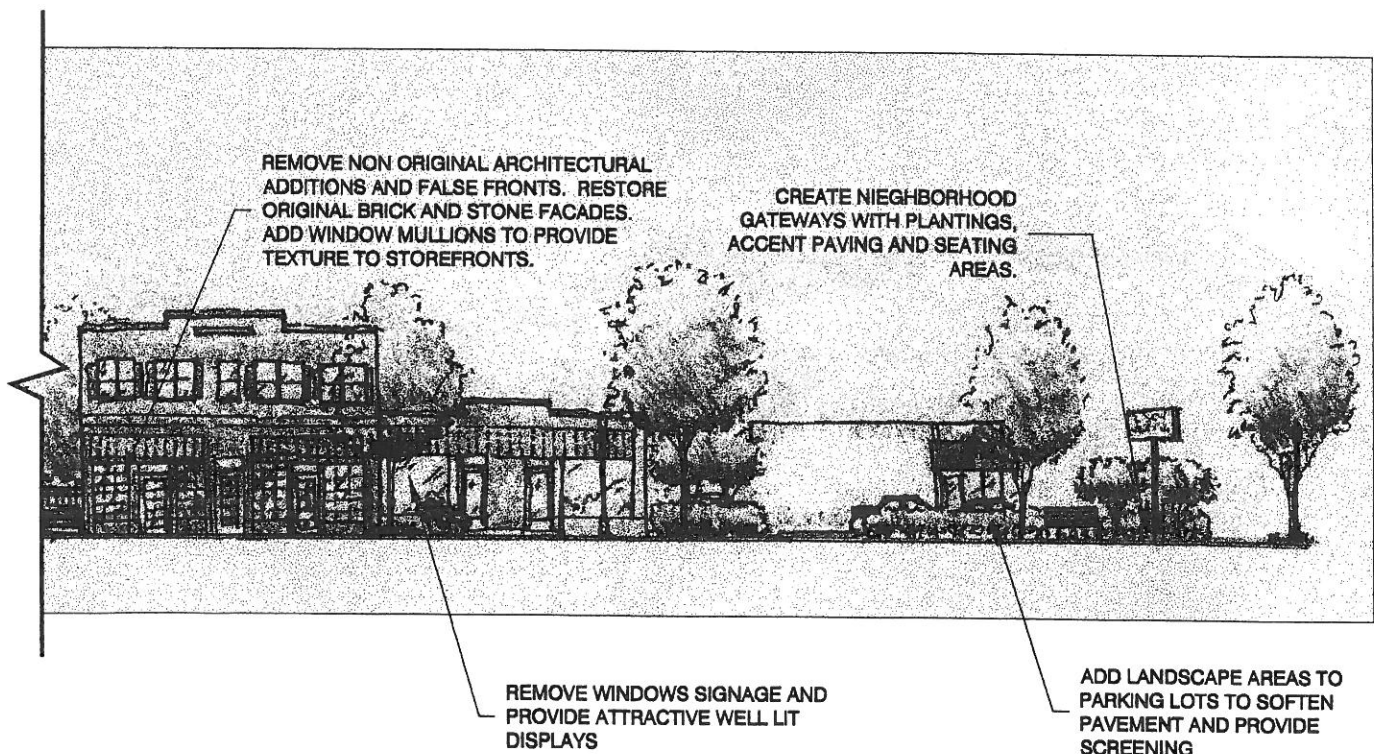 REMOVE NON ORIGINAL ARCHITECTURAL
ADDITIONS AND FALSE FRONTS. RESTORE
ORIGINAL BRICK AND STONE FACADES.
ADD WINDOW MULLIONS TO PROVIDE
TEXTURE TO STOREFRONTS.
CREATE NIEGHBORHOOD
GATEWAYS WITH PLANTINGS,
ACCENT PAVING AND SEATING
AREAS.
REMOVE WINDOWS SIGNAGE AND
PROVIDE ATTRACTIVE WELL LIT
DISPLAYS
ADD LANDSCAPE AREAS TO
PARKING LOTS TO SOFTEN
PAVEMENT AND PROVIDE
SCREENING